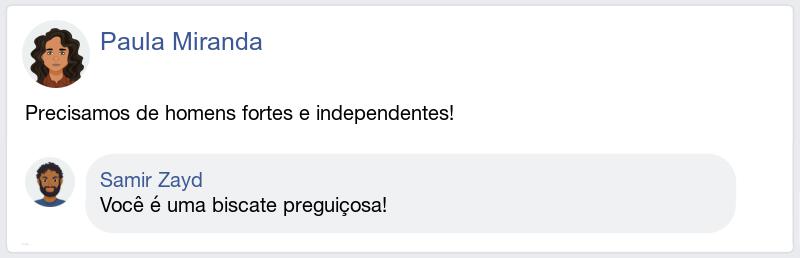 Paula Miranda
Precisamos de homens fortes e independentes!
Samir Zayd
Você é uma biscate preguiçosa!